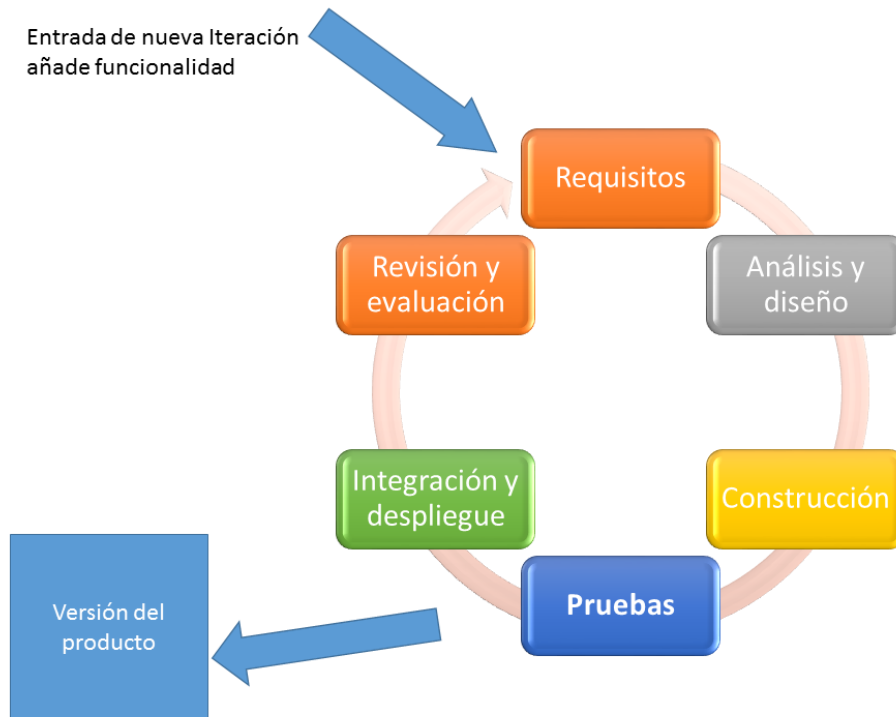 Entrada de nueva Iteración
añade funcionalidad
Requisitos
Revisión y
evaluación
Análisis y
diseño
Integración y
despliegue
Construcción
Pruebas
Versión del
producto